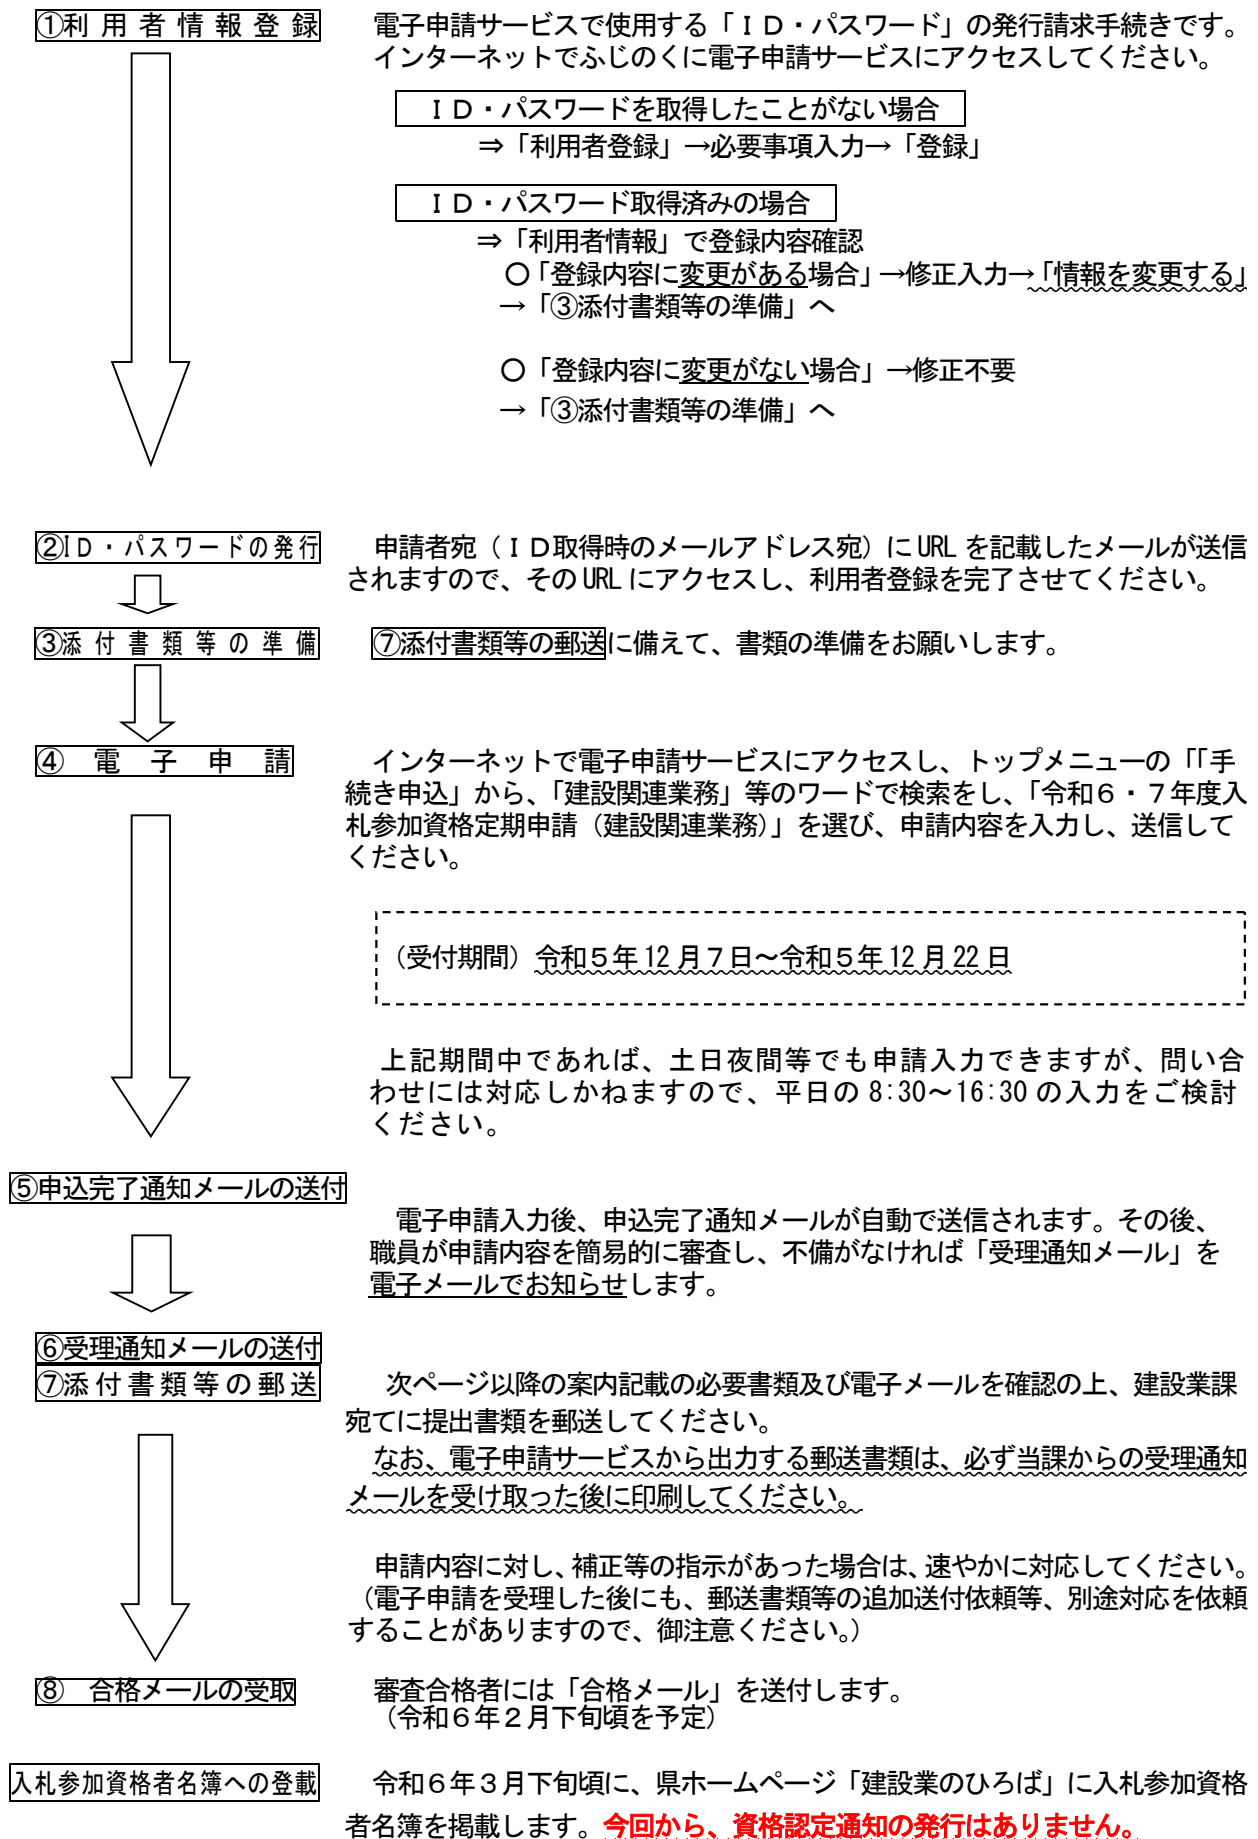 ①利用者情報登録
電子申請サービスで使用する「ＩＤ・パスワード」の発行請求手続きです。
インターネットでふじのくに電子申請サービスにアクセスしてください。
ＩＤ・パスワードを取得したことがない場合
⇒「利用者登録」→必要事項入力→「登録」
ＩＤ・パスワード取得済みの場合
⇒「利用者情報」で登録内容確認
〇「登録内容に変更がある場合」→修正入力→「情報を変更する」
→「③添付書類等の準備」へ
〇「登録内容に変更がない場合」→修正不要
→「③添付書類等の準備」へ
②ID・パスワードの発行
申請者宛（ＩＤ取得時のメールアドレス宛）にURLを記載したメールが送信
されますので、そのURLにアクセスし、利用者登録を完了させてください。
③添付書類等の準備
⑦添付書類等の郵送に備えて、書類の準備をお願いします。
④　電　子　申　請
インターネットで電子申請サービスにアクセスし、トップメニューの「「手
続き申込」から、「建設関連業務」等のワードで検索をし、「令和６・７年度入
札参加資格定期申請（建設関連業務）」を選び、申請内容を入力し、送信して
ください。
（受付期間）令和５年12月７日～令和５年12月22日
上記期間中であれば、土日夜間等でも申請入力できますが、問い合
わせには対応しかねますので、平日の8:30～16:30の入力をご検討
ください。
⑤申込完了通知メールの送付
電子申請入力後、申込完了通知メールが自動で送信されます。その後、
職員が申請内容を簡易的に審査し、不備がなければ「受理通知メール」を
電子メールでお知らせします。
⑥受理通知メールの送付
⑦添付書類等の郵送
次ページ以降の案内記載の必要書類及び電子メールを確認の上、建設業課
宛てに提出書類を郵送してください。
なお、電子申請サービスから出力する郵送書類は、必ず当課からの受理通知
メールを受け取った後に印刷してください。
申請内容に対し、補正等の指示があった場合は、速やかに対応してください。
（電子申請を受理した後にも、郵送書類等の追加送付依頼等、別途対応を依頼
することがありますので、御注意ください。）
⑧　合格メールの受取
審査合格者には「合格メール」を送付します。
（令和６年２月下旬頃を予定）
入札参加資格者名簿への登載
令和６年３月下旬頃に、県ホームページ「建設業のひろば」に入札参加資格
者名簿を掲載します。今回から、資格認定通知の発行はありません。